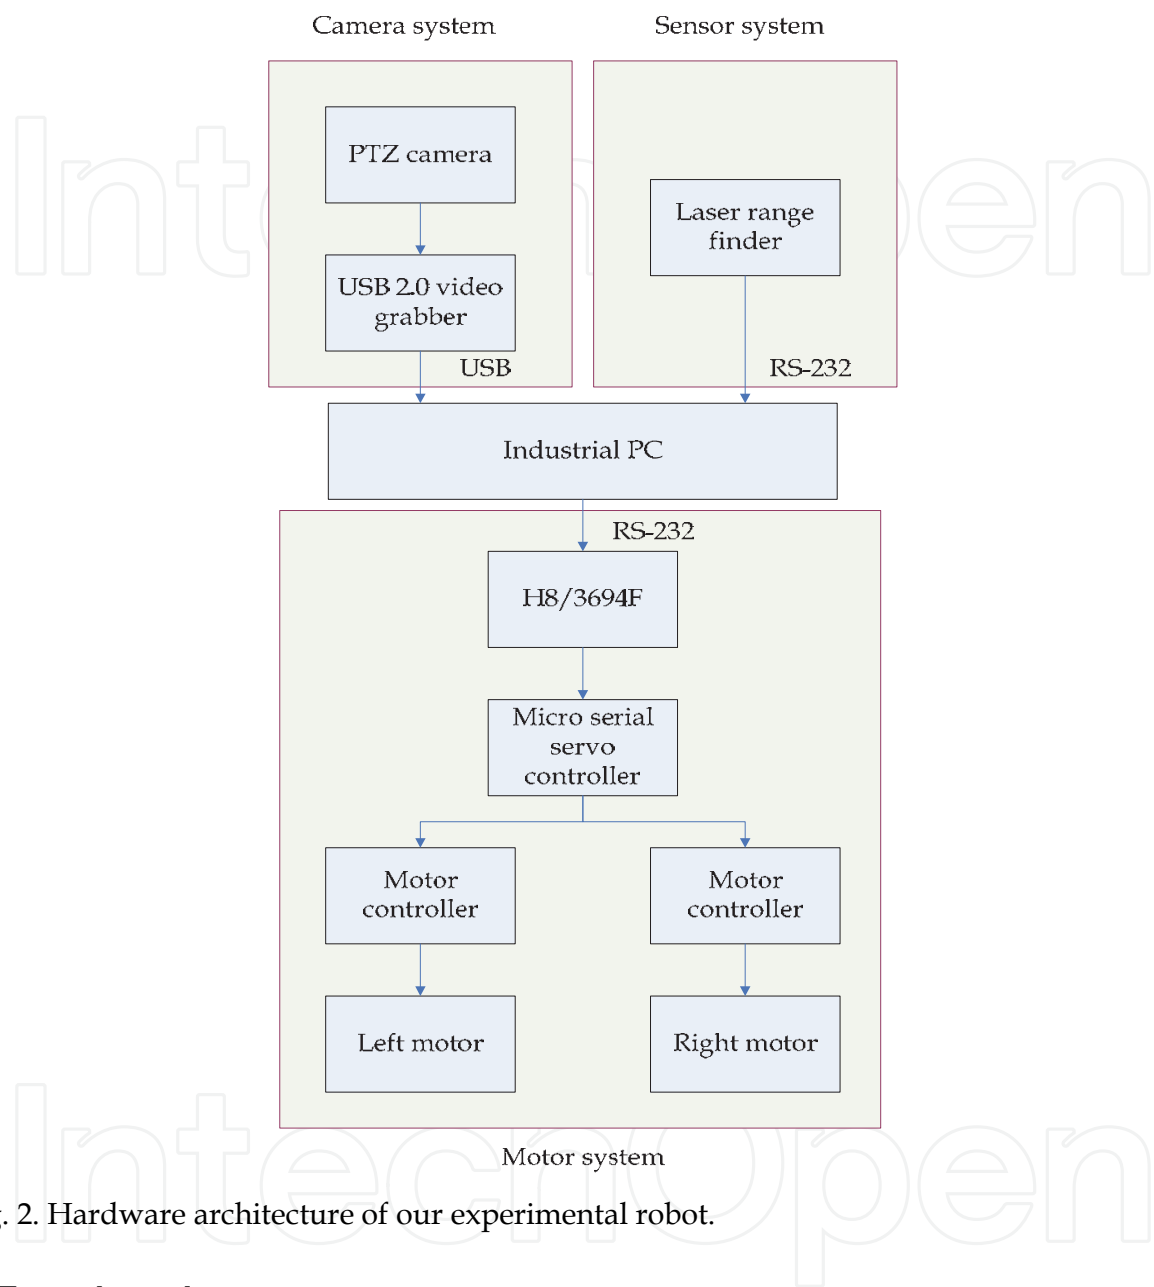 Camera system
Sensor system
PTZ camera
Laser range
finder
USB 2.0 video
grabber
USB
RS-232
Industrial PC
RS-232
H8/3694F
Micro serial
servo
controller
Motor
controller
Motor
controller
Left motor
Right motor
Motor system
. 2. Hardware architecture of our experimental robot.
IntechOpen
IntechOpen